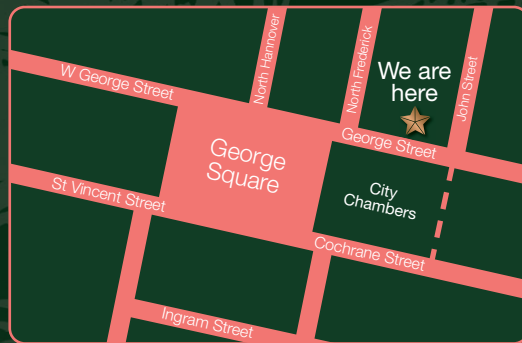 North Hannover
North Frederick
We are
here
John Street
W George Street
George Street
George
Square
City
Chambers
St Vincent Street
Cochrane Street
Ingram Street